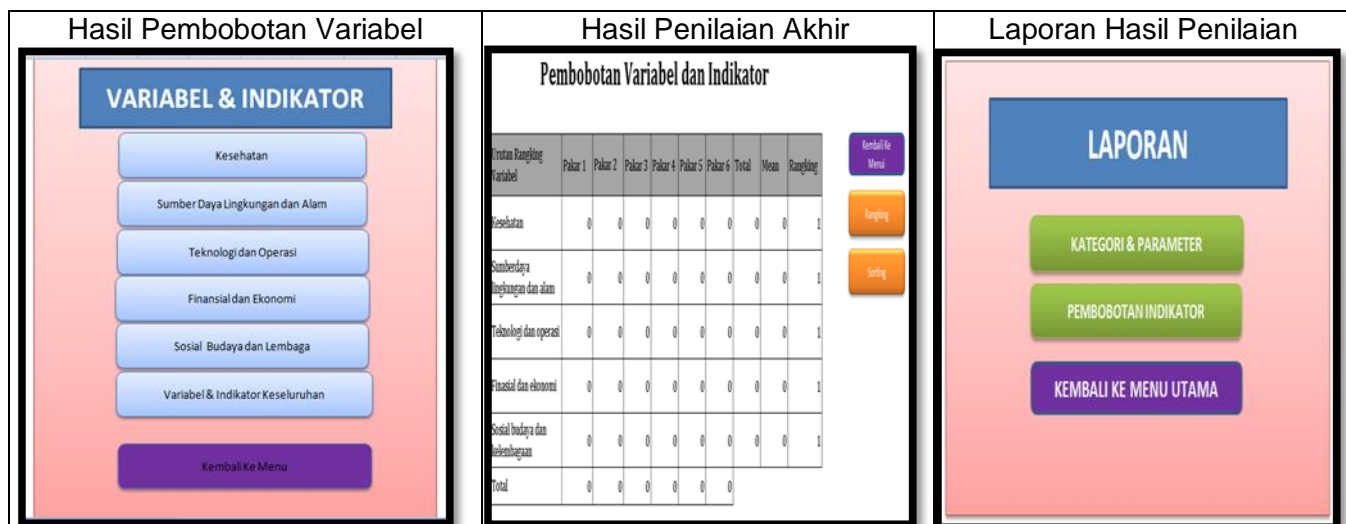 Hasil Pembobotan Variabel
VARIABEL & INDIKATOR
Kesehatan
Sumber Daya Lingkungan dan Alam
Teknologi dan Operasi
Finansial dan Ekonomi
Sosial Budaya dan Lembaga
Variabel & Indikator Keseluruhan
Kembali Ke Menu
Hasil Penilaian Akhir
Pembobotan Variabel dan Indikator
Urutan Rangking
Variabel Pakar 1 Pakar 2 Pakar 3 Pakar 4 Pakar 5 Pakar 6 Total Mean Rangking
Kesehatan 0 0 0 0 0 0 0 0 1
Sumberdaya
lingkungan dan alam 0 0 0 0 0 0 0 0 1
Teknologi dan operasi 0 0 0 0 0 0 0 0 1
Finasial dan ekonomi 0 0 0 0 0 0 0 0 1
Sosial budaya dan
kelembagaan 0 0 0 0 0 0 0 0 1
Total 0 0 0 0 0 0
Kembali Ke
Menu
Rangking
Sorting
Laporan Hasil Penilaian
LAPORAN
KATEGORI & PARAMETER
PEMBOBOTAN INDIKATOR
KEMBALI KE MENU UTAMA